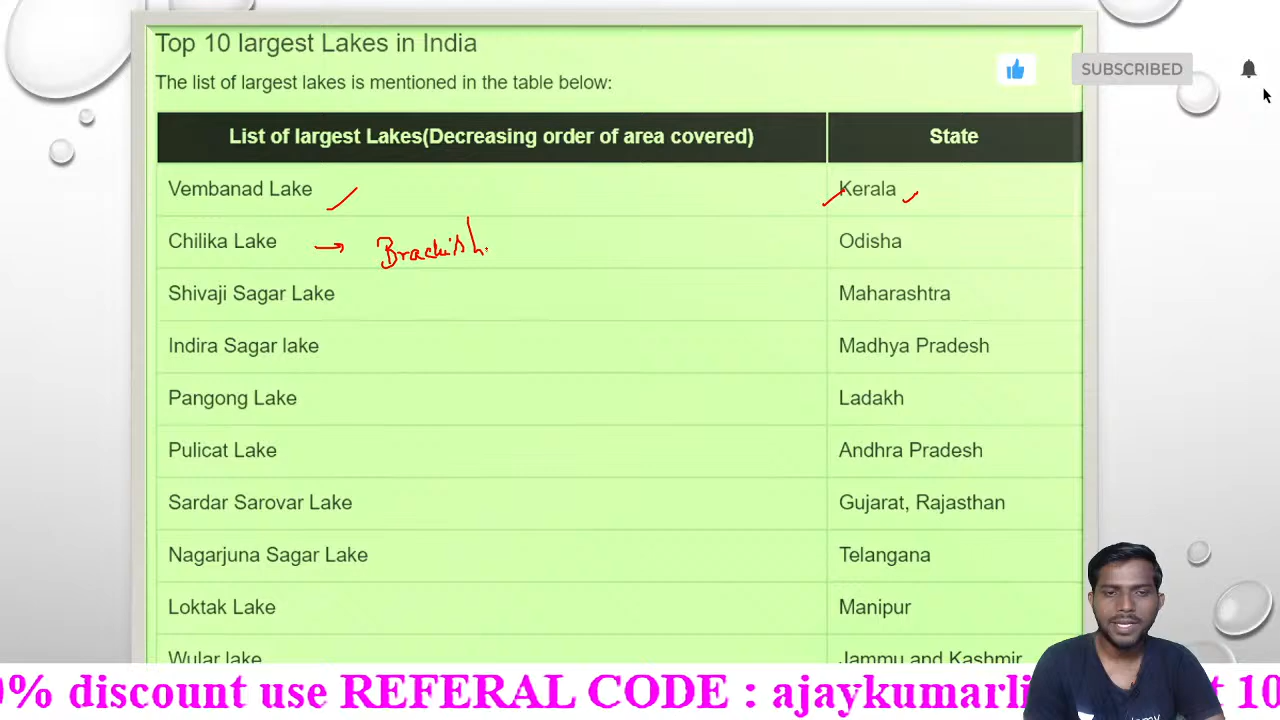 Top 10 largest Lakes in India
SUBSCRIBED
The list of largest lakes is mentioned in the table below:
List of largest Lakes(Decreasing order of area covered) State
Vembanad Lake Kerala
Chilika Lake → Brackish Odisha
Shivaji Sagar Lake Maharashtra
Indira Sagar lake Madhya Pradesh
Pangong Lake Ladakh
Pulicat Lake Andhra Pradesh
Sardar Sarovar Lake Gujarat, Rajasthan
Nagarjuna Sagar Lake Telangana
Loktak Lake Manipur
Wular lake Jammu and Kashmir
0% discount use REFERAL CODE : ajaykumarli t 10